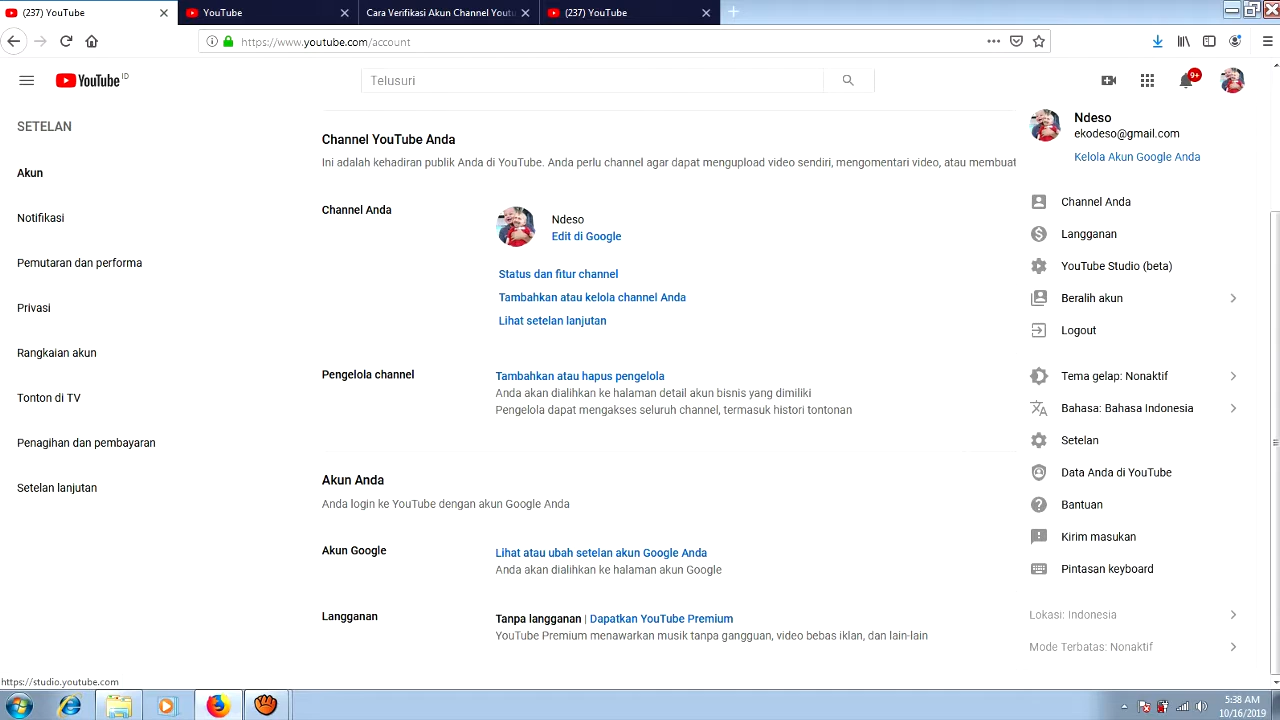 (237) YouTube
YouTube
Cara Verifikasi Akun Channel Youtu
(237) YouTube
https://www.youtube.com/account
YouTube ID
Telusuri
9+
SETELAN
Akun
Notifikasi
Pemutaran dan performa
Privasi
Rangkaian akun
Tonton di TV
Penagihan dan pembayaran
Setelan lanjutan
Channel YouTube Anda
Ini adalah kehadiran publik Anda di YouTube. Anda perlu channel agar dapat mengupload video sendiri, mengomentari video, atau membuat
Channel Anda
Ndeso
Edit di Google
Status dan fitur channel
Tambahkan atau kelola channel Anda
Lihat setelan lanjutan
Pengelola channel
Tambahkan atau hapus pengelola
Anda akan dialihkan ke halaman detail akun bisnis yang dimiliki
Pengelola dapat mengakses seluruh channel, termasuk histori tontonan
Akun Anda
Anda login ke YouTube dengan akun Google Anda
Akun Google
Lihat atau ubah setelan akun Google Anda
Anda akan dialihkan ke halaman akun Google
Langganan
Tanpa langganan | Dapatkan YouTube Premium
YouTube Premium menawarkan musik tanpa gangguan, video bebas iklan, dan lain-lain
Ndeso
ekodeso@gmail.com
Kelola Akun Google Anda
Channel Anda
Langganan
YouTube Studio (beta)
Beralih akun
Logout
Tema gelap: Nonaktif
Bahasa: Bahasa Indonesia
Setelan
Data Anda di YouTube
Bantuan
Kirim masukan
Pintasan keyboard
Lokasi: Indonesia
Mode Terbatas: Nonaktif
https://studio.youtube.com
5:38 AM
10/16/2019